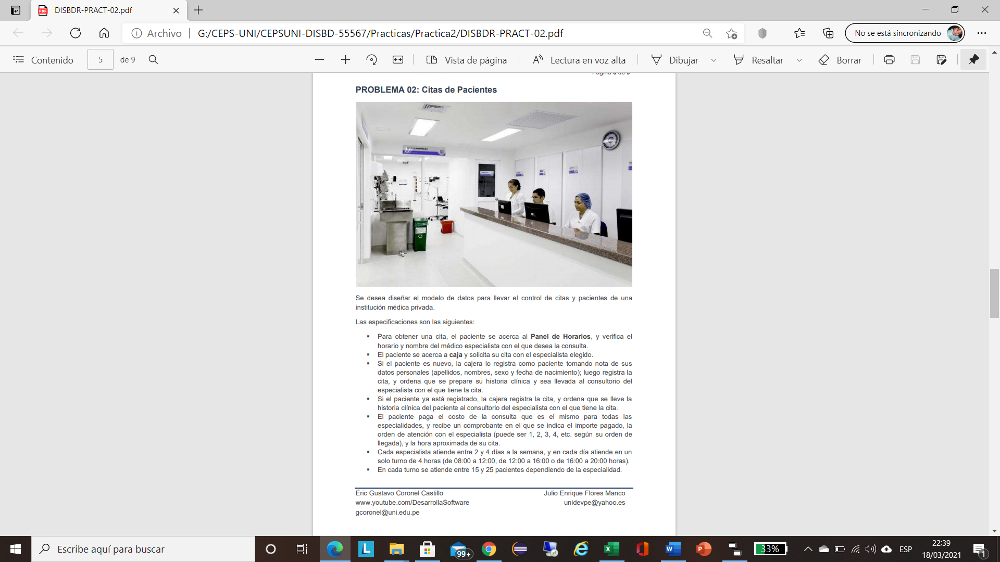 DISBDR-PRACT-02.pdf
Archivo
G:/CEPS-UNI/CEPSUNI-DISBD-55567/Practicas/Practica2/DISBDR-PRACT-02.pdf
No se está sincronizando
Contenido
5
de 9
Vista de página
Lectura en voz alta
Dibujar
Resaltar
Borrar
Página 5 de 9
PROBLEMA 02: Citas de Pacientes
Se desea diseñar el modelo de datos para llevar el control de citas y pacientes de una
institución médica privada.
Las especificaciones son las siguientes:
▪ Para obtener una cita, el paciente se acerca al Panel de Horarios, y verifica el
horario y nombre del médico especialista con el que desea la consulta.
▪ El paciente se acerca a caja y solicita su cita con el especialista elegido.
▪ Si el paciente es nuevo, la cajera lo registra como paciente tomando nota de sus
datos personales (apellidos, nombres, sexo y fecha de nacimiento); luego registra la
cita, y ordena que se prepare su historia clínica y sea llevada al consultorio del
especialista con el que tiene la cita.
▪ Si el paciente ya está registrado, la cajera registra la cita, y ordena que se lleve la
historia clínica del paciente al consultorio del especialista con el que tiene la cita.
▪ El paciente paga el costo de la consulta que es el mismo para todas las
especialidades, y recibe un comprobante en el que se indica el importe pagado, la
orden de atención con el especialista (puede ser 1, 2, 3, 4, etc. según su orden de
llegada), y la hora aproximada de su cita.
▪ Cada especialista atiende entre 2 y 4 días a la semana, y en cada día atiende en un
solo turno de 4 horas (de 08:00 a 12:00, de 12:00 a 16:00 o de 16:00 a 20:00 horas).
▪ En cada turno se atiende entre 15 y 25 pacientes dependiendo de la especialidad.
Eric Gustavo Coronel Castillo
Julio Enrique Flores Manco
www.youtube.com/DesarrollaSoftware
unidevpe@yahoo.es
gcoronel@uni.edu.pe
Escribe aquí para buscar
99+
33%
ESP
22:39
18/03/2021
1